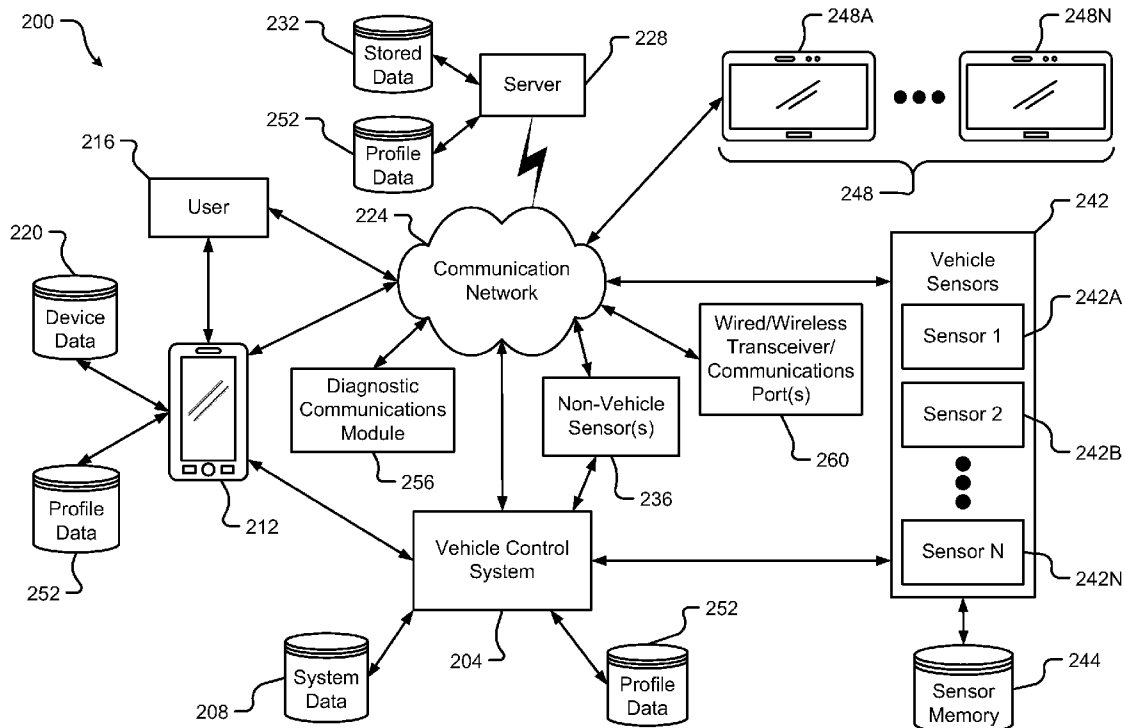 200
232
Stored
Data
Server
228
248A
248N
252
Profile
Data
248
216
User
224
Communication
Network
242
Vehicle
Sensors
242A
Sensor 1
220
Device
Data
Wired/Wireless
Transceiver/
Communications
Port(s)
Sensor 2
242B
Diagnostic
Communications
Module
Non-Vehicle
Sensor(s)
260
256
236
Profile
Data
212
252
Vehicle Control
System
Sensor N
242N
204
252
208
System
Data
Profile
Data
Sensor
Memory
244